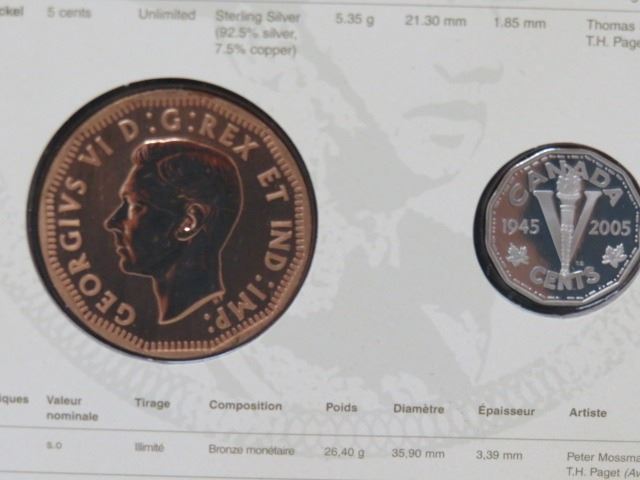 ckel 5 cents Unlimited Sterling Silver 5.35 g 21.30 mm 1.85 mm Thomas
(92.5% silver, T.H. Page
7.5% copper)
GEORGIVS VI D:G:REX ET IND:IMP:
CANADA
1945 V 2005
CENTS
iques Valeur Tirage Composition Poids Diamètre Épaisseur Artiste
nominale
s.o Illimité Bronze monétaire 26,40 g 35,90 mm 3,39 mm Peter Mossma
T.H. Paget (Av